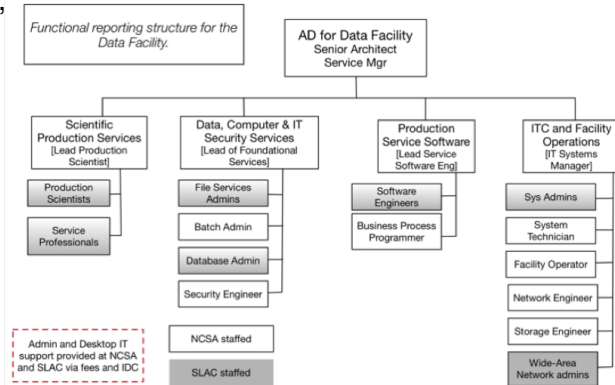 ,
Functional reporting structure for the
Data Facility.
AD for Data Facility
Senior Architect
Service Mgr
Scientific
Production Services
[Lead Production
Scientist]
Production
Scientists
Service
Professionals
Data, Computer & IT
Security Services
[Lead of Foundational
Services]
File Services
Admins
Batch Admin
Database Admin
Security Engineer
Production
Service Software
[Lead Service
Software Eng]
Software
Engineers
Business Process
Programmer
ITC and Facility
Operations
[IT Systems
Manager]
Sys Admins
System
Technician
Facility Operator
Network Engineer
Storage Engineer
Wide-Area
Network admins
Admin and Desktop IT
support provided at NCSA
and SLAC via fees and IDC
NCSA staffed
SLAC staffed